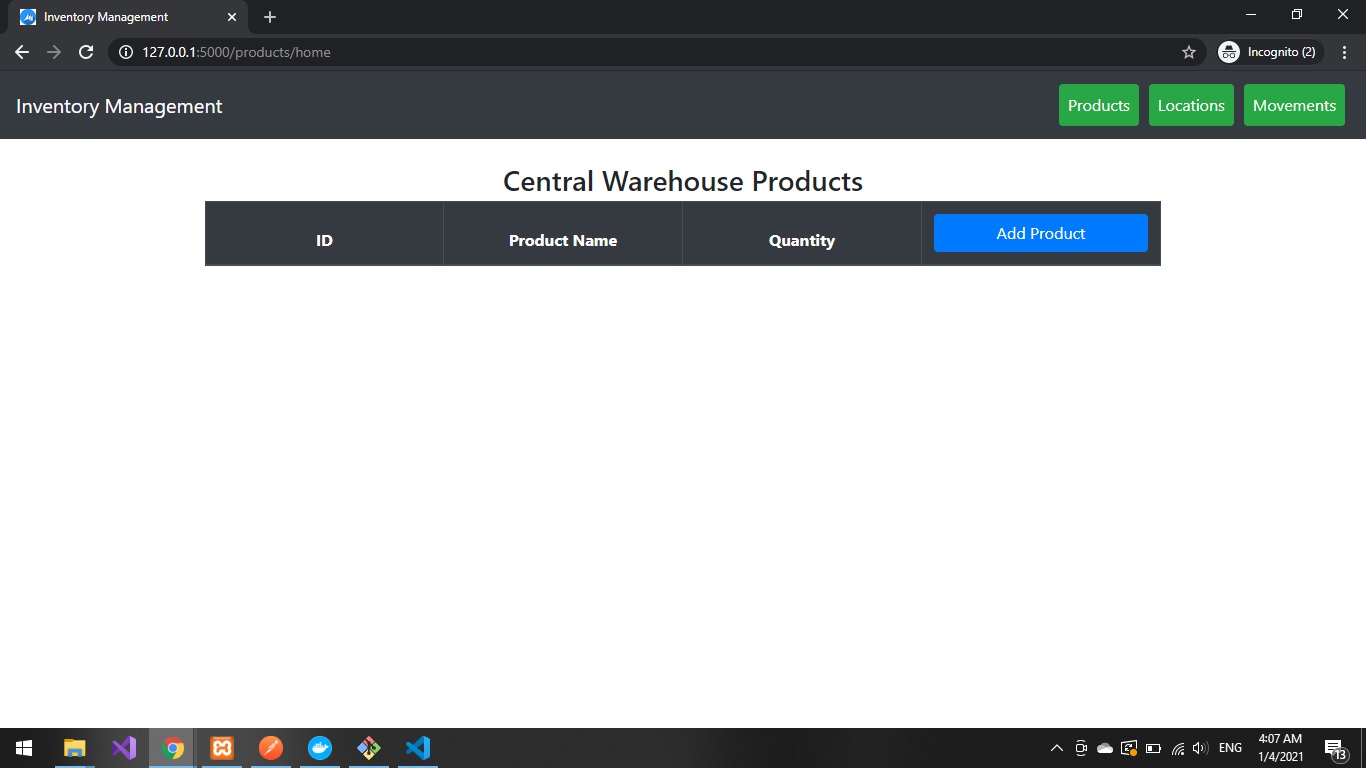 Inventory Management
127.0.0.1:5000/products/home
Incognito (2)
Inventory Management
Products
Locations
Movements
Central Warehouse Products
ID
Product Name
Quantity
Add Product
ENG
4:07 AM
1/4/2021
13